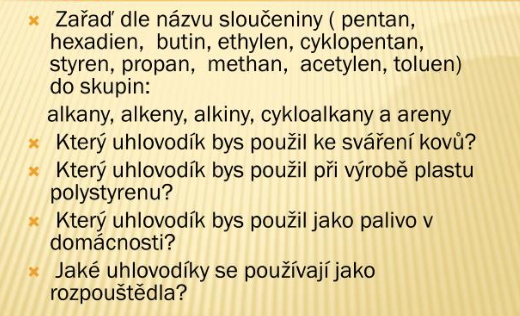 Zařaď dle názvu sloučeniny ( pentan,
hexadien, butin, ethylen, cyklopentan,
styren, propan, methan, acetylen, toluen)
do skupin:
alkany, alkeny, alkiny, cykloalkany a areny
Který uhlovodík bys použil ke sváření kovů?
Který uhlovodík bys použil při výrobě plastu
polystyrenu?
Který uhlovodík bys použil jako palivo v
domácnosti?
Jaké uhlovodíky se používají jako
rozpouštědla?